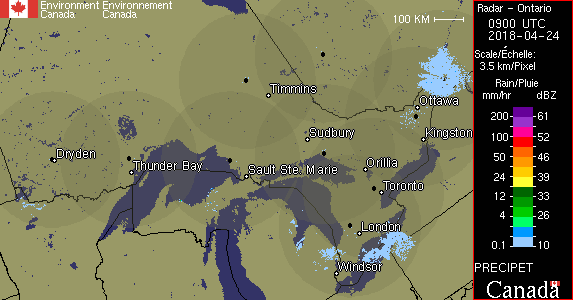 Environment Environnement
Canada Canada
100 KM
Timmins
Ottawa
Sudbury
Kingston
Dryden
Thunder Bay
Sault Ste. Marie
Orillia
Toronto
London
Windsor
Radar - Ontario
0900 UTC
2018-04-24
Scale/Échelle:
3.5 km/Pixel
Rain/Pluie
mm/hr dBZ
200 61
100 52
50 46
24 39
12 33
4 26
0.1 10
PRECIPET
Canada